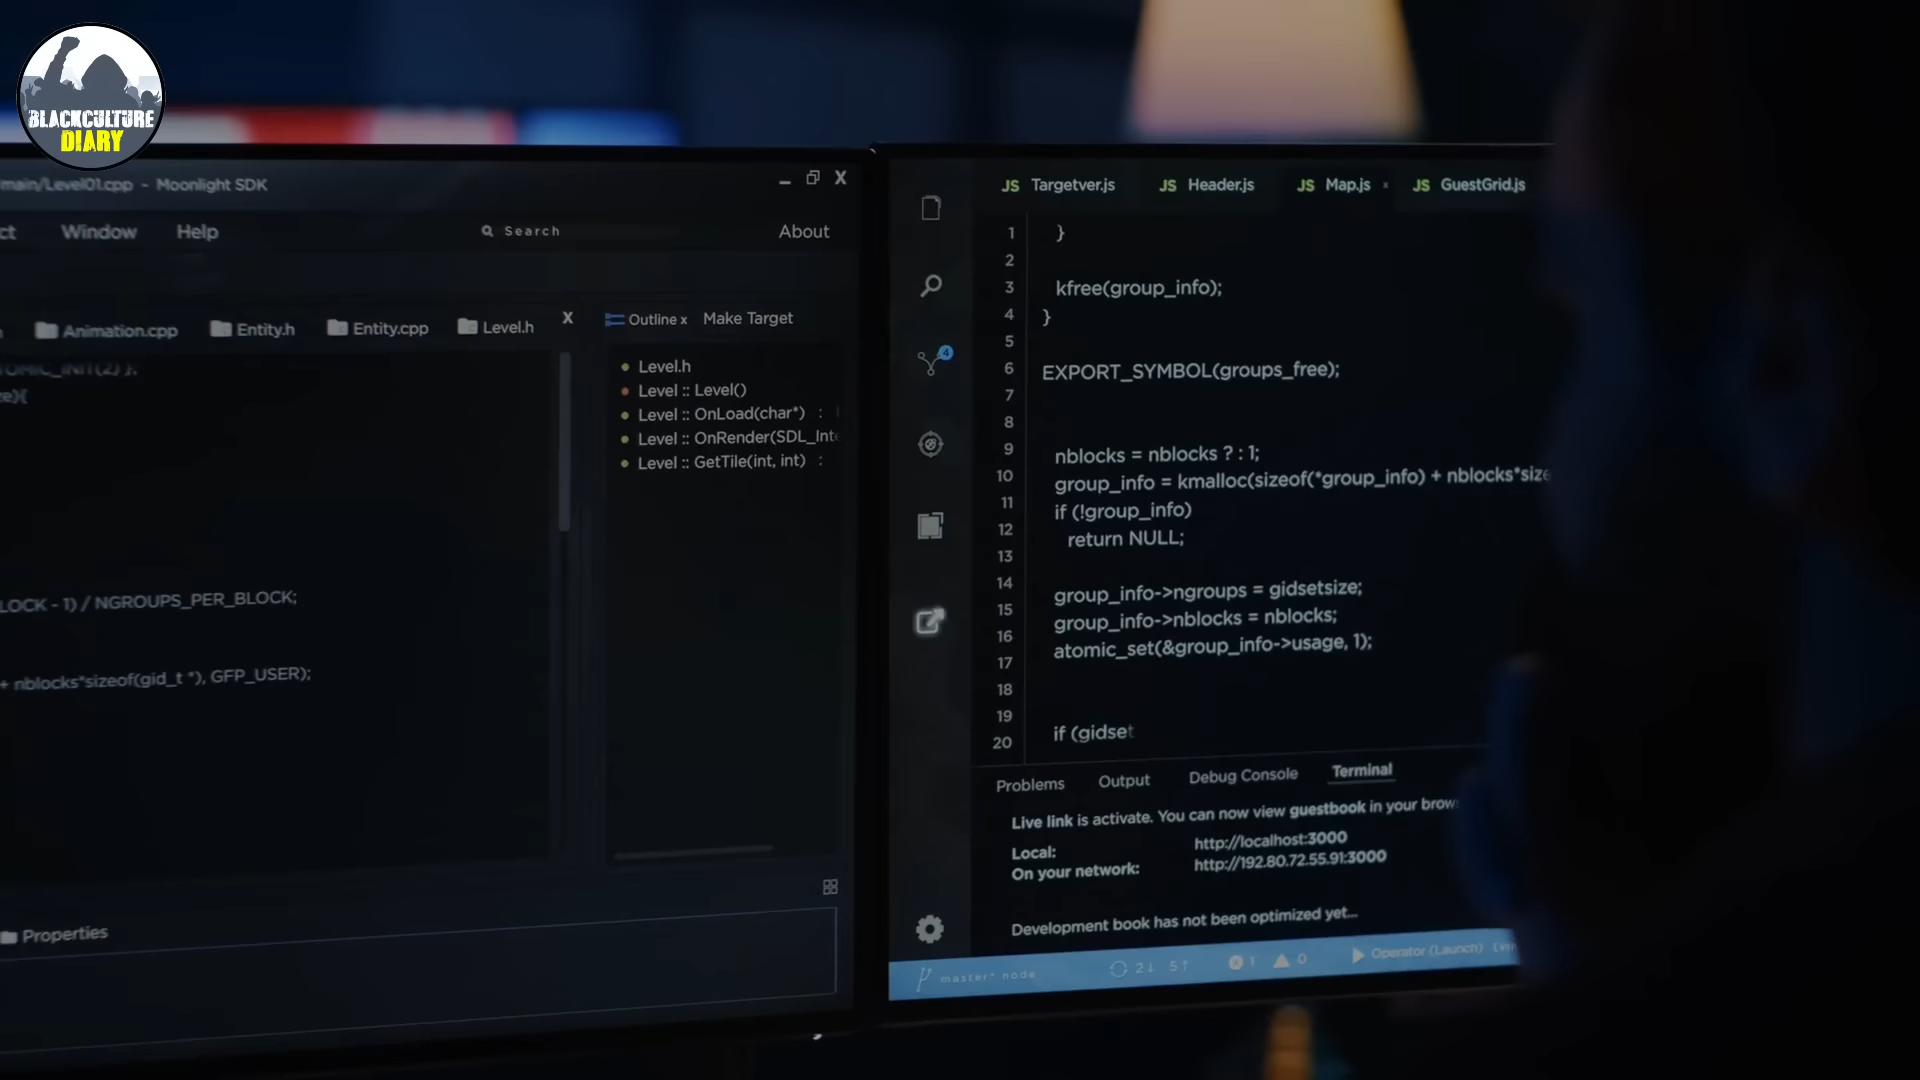 BLACKCULTURE
DIARY
main/Level01.cpp - Moonlight SDK
Window Help Search About
Animation.cpp Entity.h Entity.cpp Level.h
Outline x Make Target
Level.h
Level :: Level()
Level :: OnLoad(char*) :
Level :: OnRender(SDL_Inte
Level :: GetTile(int, int) :
LOCK - 1) / NGROUPS_PER_BLOCK;
+ nblocks*sizeof(gid_t *), GFP_USER);
Properties
JS Targetver.js JS Header.js JS Map.js x JS GuestGrid.js
4
1 }
2
3 kfree(group_info);
4 }
5
6 EXPORT_SYMBOL(groups_free);
7
8
9 nblocks = nblocks ? : 1;
10 group_info = kmalloc(sizeof(*group_info) + nblocks*size
11 if (!group_info)
12 return NULL;
13
14 group_info->ngroups = gidsetsize;
15 group_info->nblocks = nblocks;
16 atomic_set(&group_info->usage, 1);
17
18
19
20 if (gidset
Problems Output Debug Console Terminal
Live link is activate. You can now view guestbook in your brow
Local: http://localhost:3000
On your network: http://192.80.72.55.91:3000
Development book has not been optimized yet...
master* node 2↓ 5↑ 1 0 Operator (Launch)